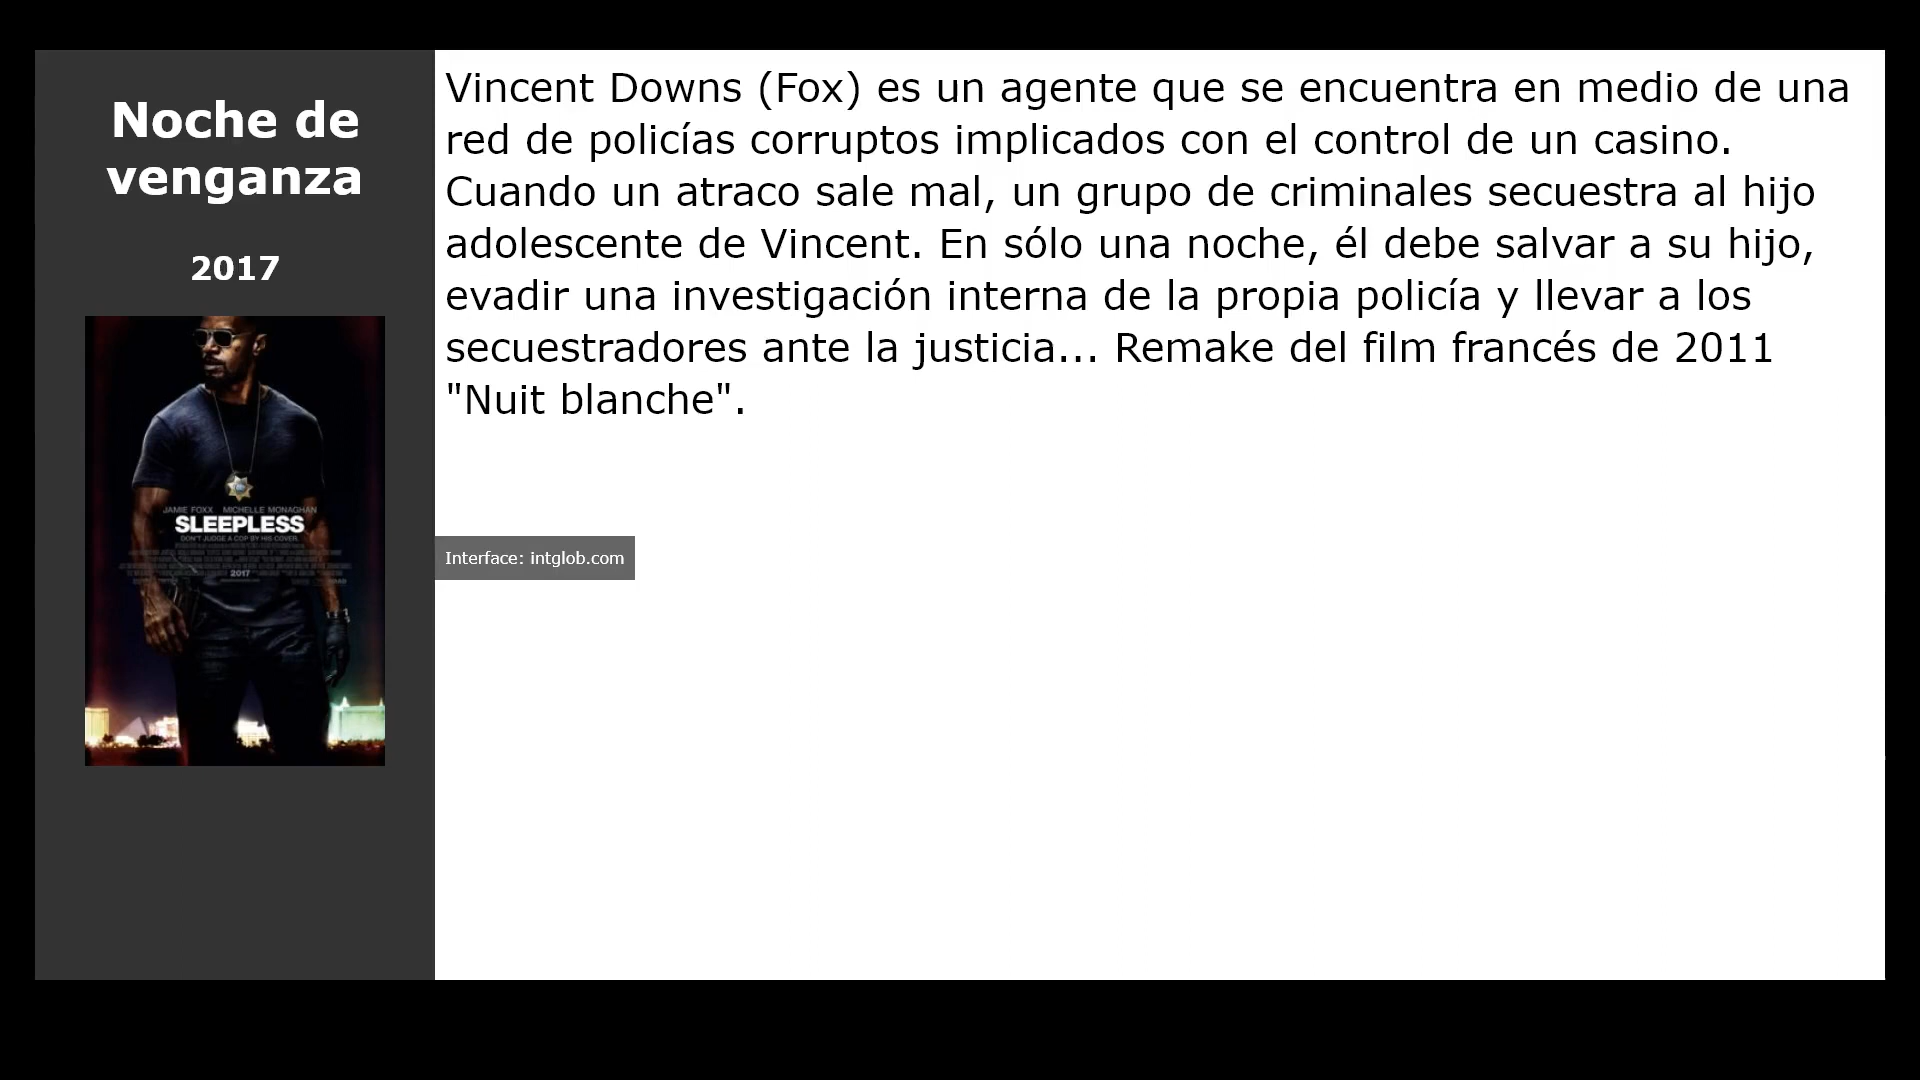 Noche de
venganza
2017
JAMIE FOXX MICHELLE MONAGHAN
SLEEPLESS
DON'T JUDGE A COP BY HIS COVER.
2017
Vincent Downs (Fox) es un agente que se encuentra en medio de una
red de policías corruptos implicados con el control de un casino.
Cuando un atraco sale mal, un grupo de criminales secuestra al hijo
adolescente de Vincent. En sólo una noche, él debe salvar a su hijo,
evadir una investigación interna de la propia policía y llevar a los
secuestradores ante la justicia... Remake del film francés de 2011
"Nuit blanche".
Interface: intglob.com